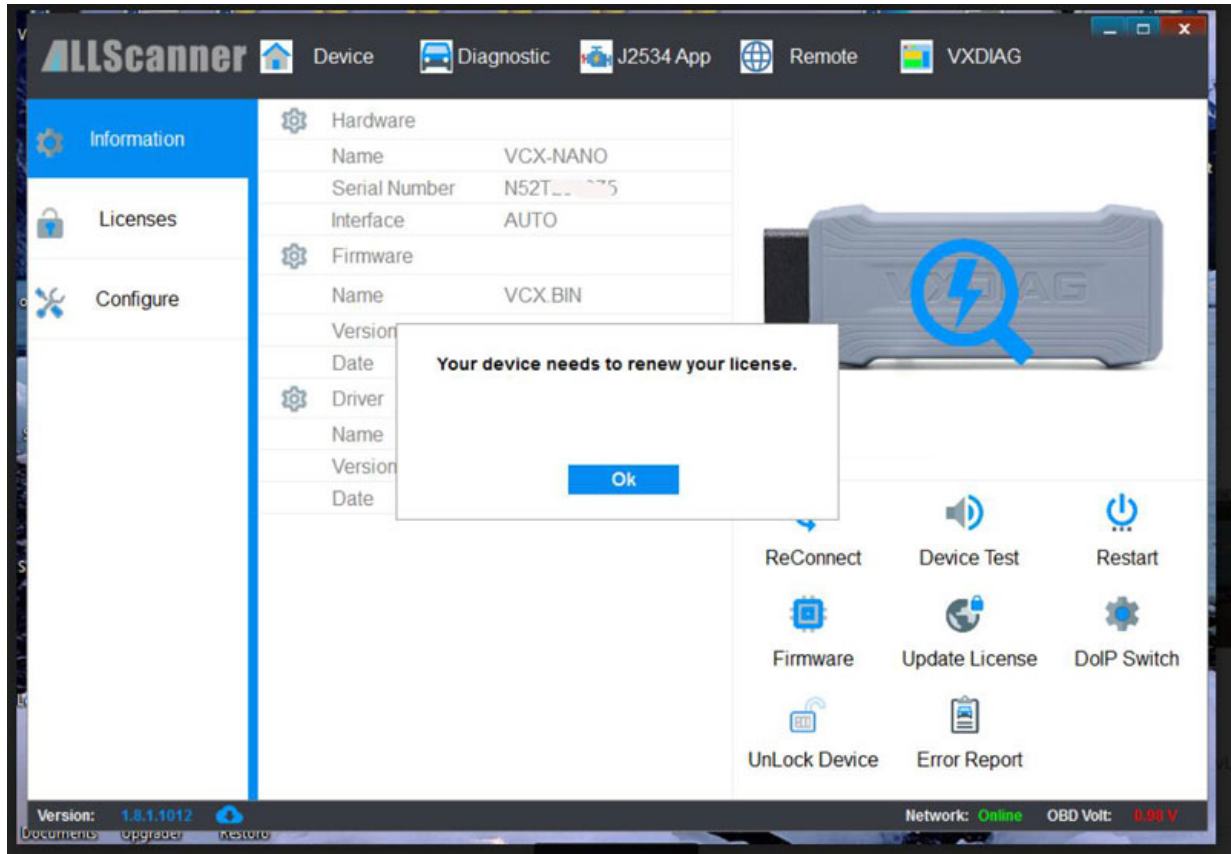 ALLScanner
Device
Diagnostic
J2534 App
Remote
VXDIAG
Information
Licenses
Configure
Hardware
Name VCX-NANO
Serial Number
Interface AUTO
Firmware
Name VCX.BIN
Version
Date
Driver
Name
Version
Date
VXDIAG
Your device needs to renew your license.
Ok
ReConnect
Device Test
Restart
Firmware
Update License
DoIP Switch
UnLock Device
Error Report
Version: 1.8.1.1012
Network: Online
OBD Volt: 0.98 V
Documents
Upgrader
Restoro